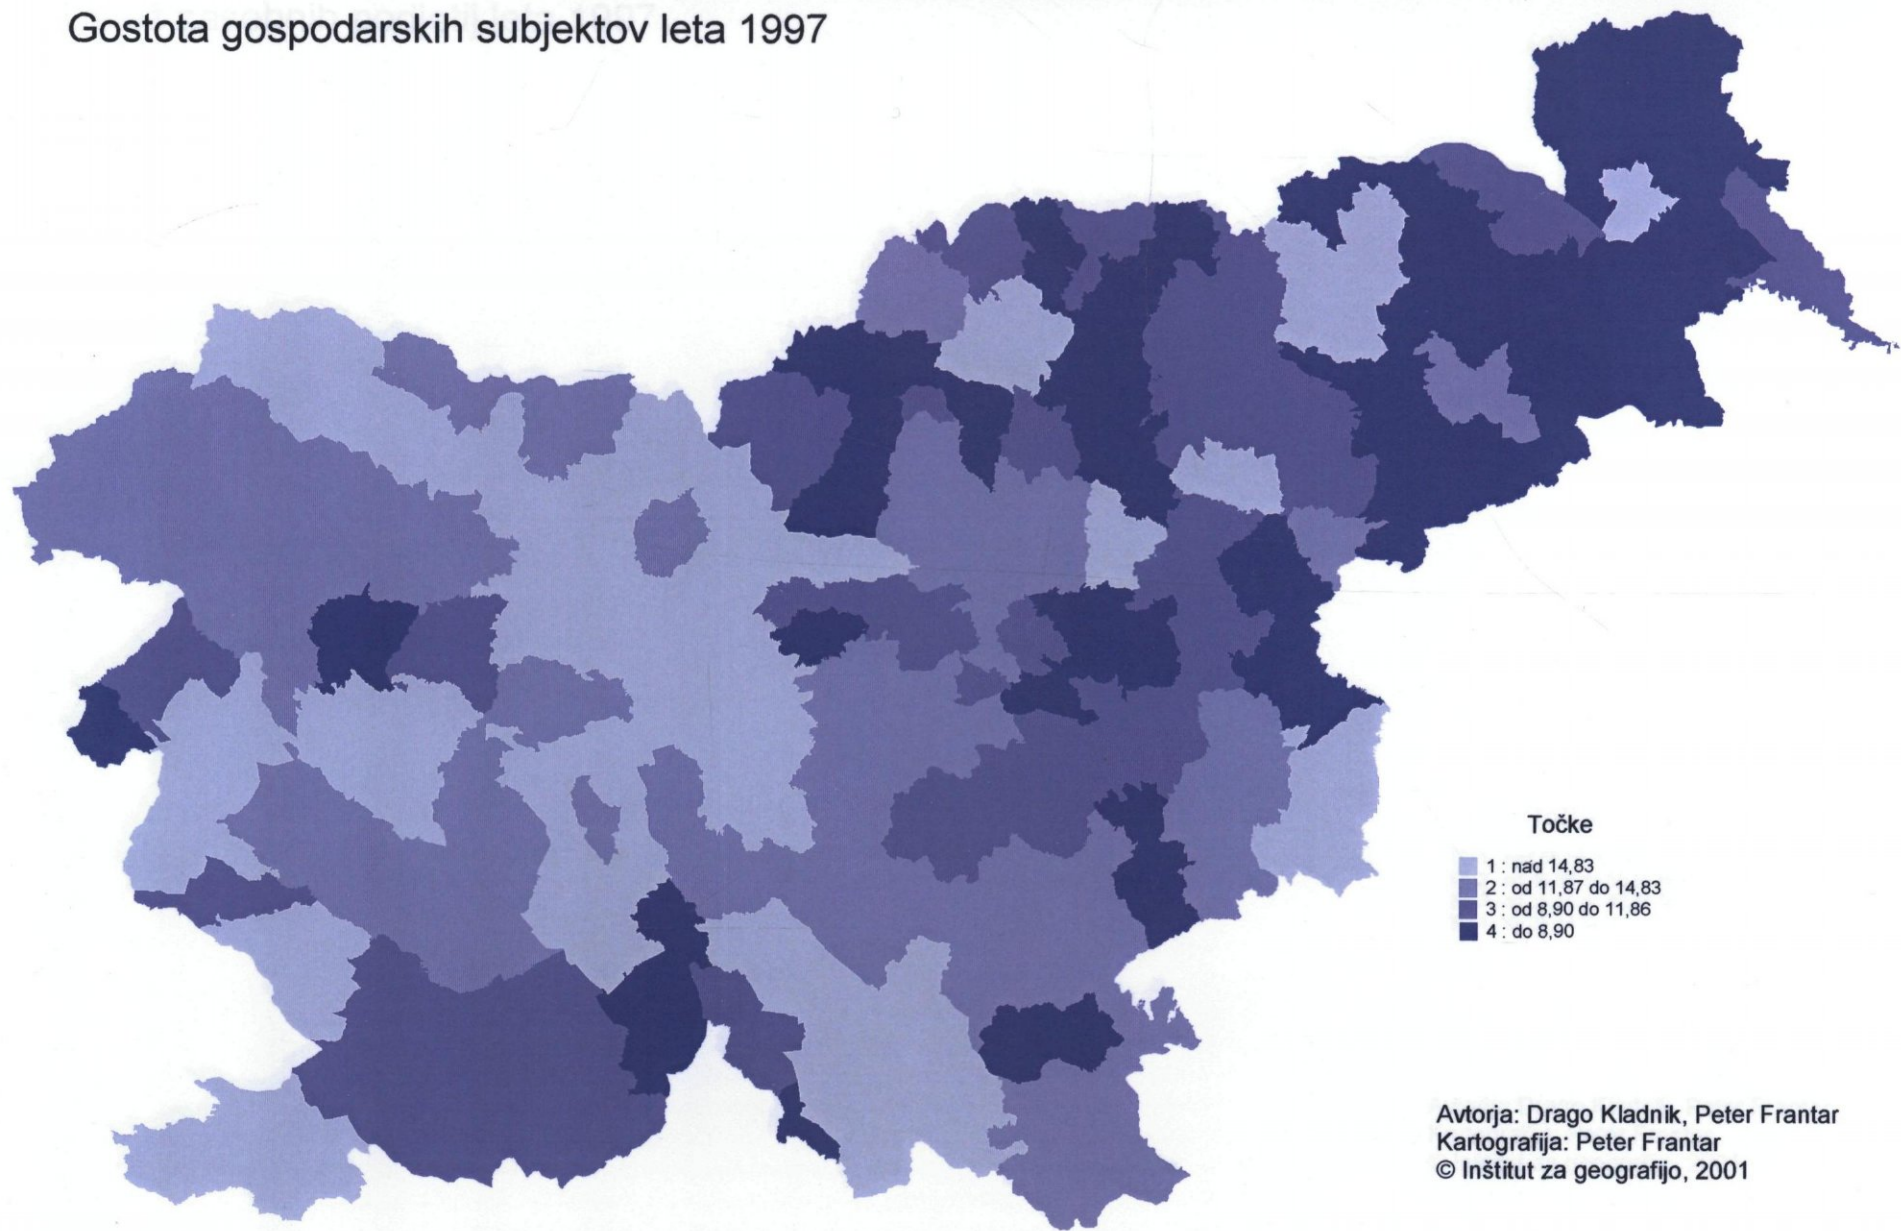 Gostota gospodarskih subjektov leta 1997
Točke
1 : nad 14,83
2 : od 11,87 do 14,83
3 : od 8,90 do 11,86
4 : do 8,90
Avtorja: Drago Kladnik, Peter Frantar
Kartografija: Peter Frantar
© Inštitut za geografijo, 2001